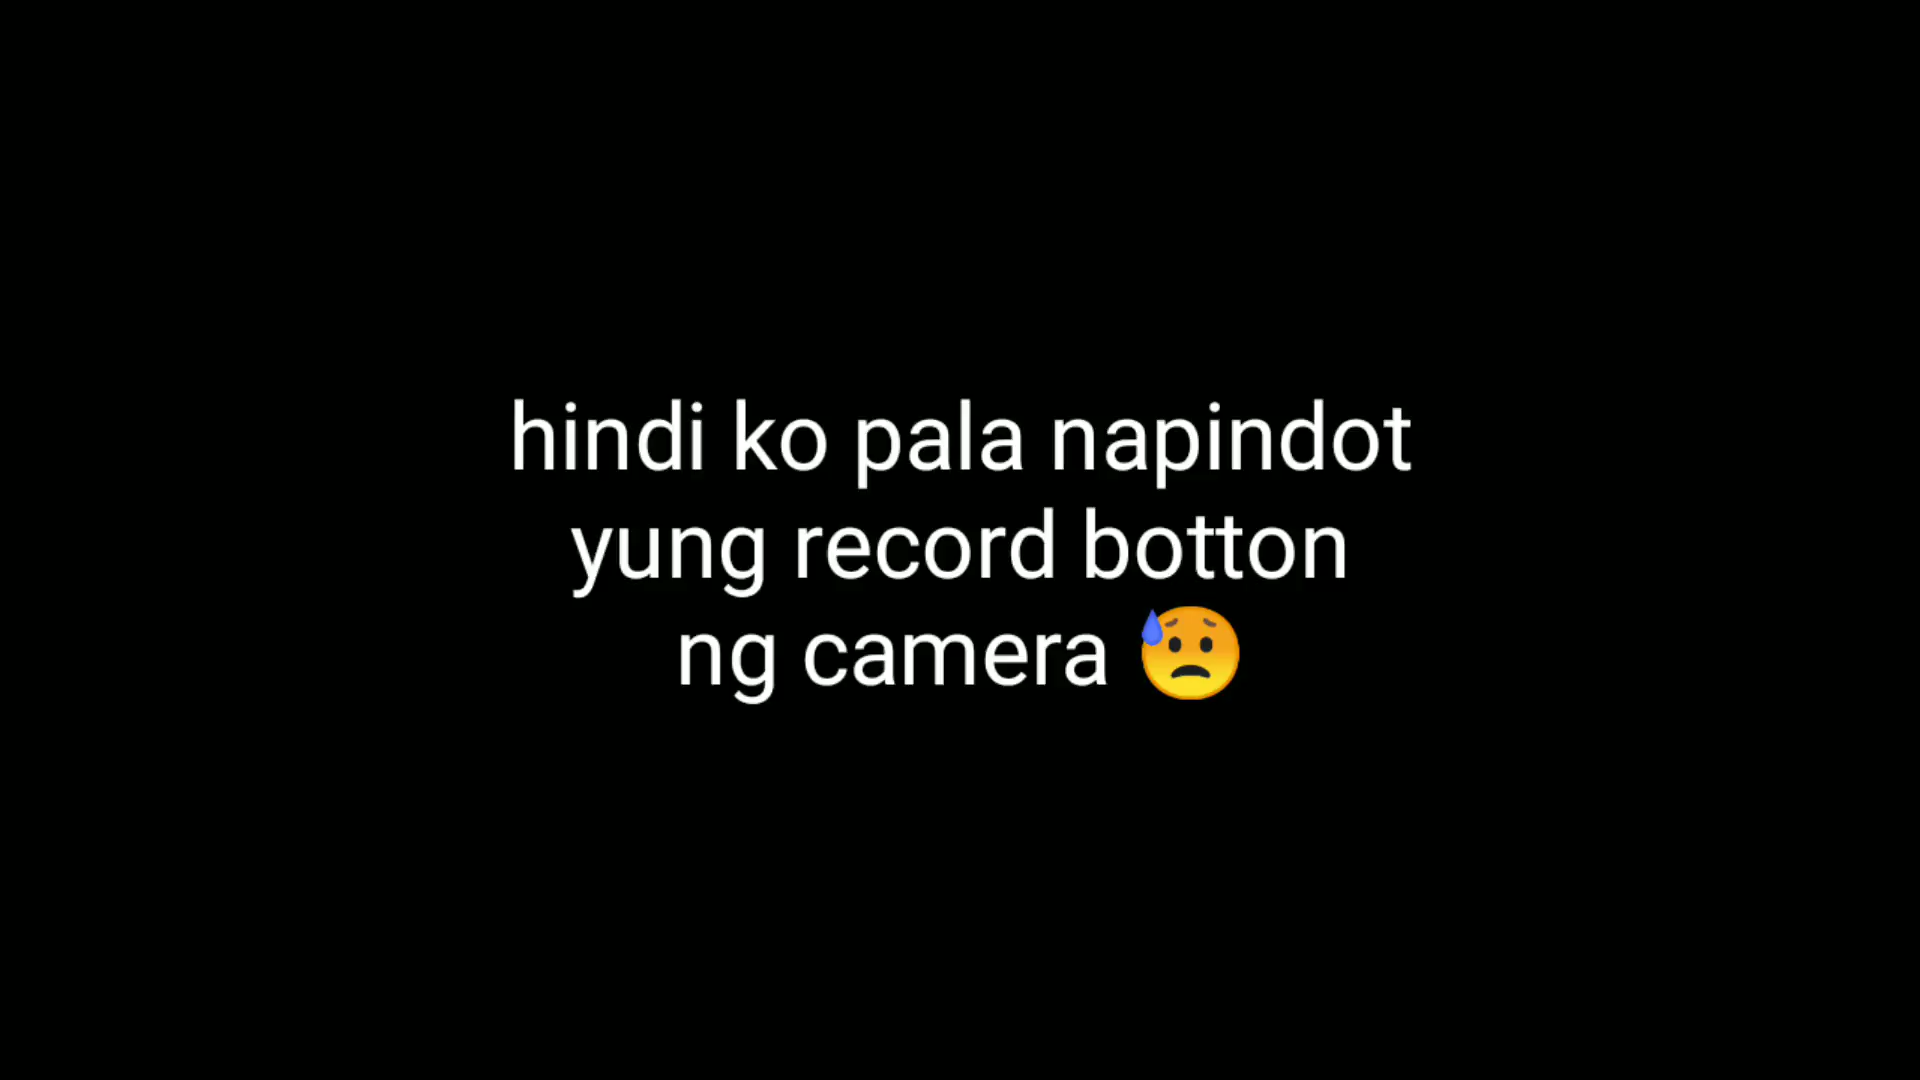 hindi ko pala napindot
yung record botton
ng camera 😥